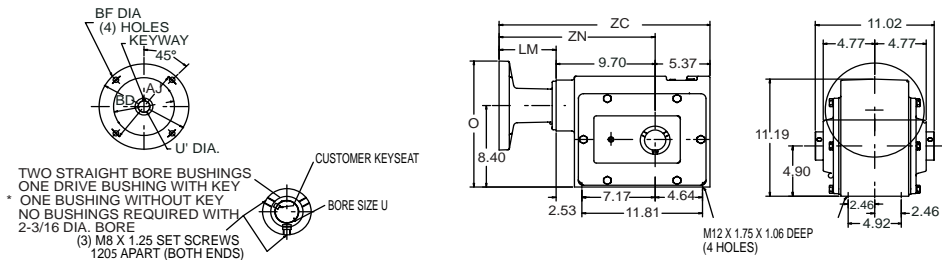 BF DIA
(4) HOLES
KEYWAY
45°
AJ
BD
U' DIA.
TWO STRAIGHT BORE BUSHINGS
ONE DRIVE BUSHING WITH KEY
* ONE BUSHING WITHOUT KEY
NO BUSHINGS REQUIRED WITH
2-3/16 DIA. BORE
(3) M8 X 1.25 SET SCREWS
1205 APART (BOTH ENDS)
CUSTOMER KEYSEAT
BORE SIZE U
ZC
ZN
LM
9.70
5.37
O
8.40
7.17
4.64
2.53
11.81
M12 X 1.75 X 1.06 DEEP
(4 HOLES)
11.02
4.77
4.77
11.19
4.90
2.46
2.46
4.92